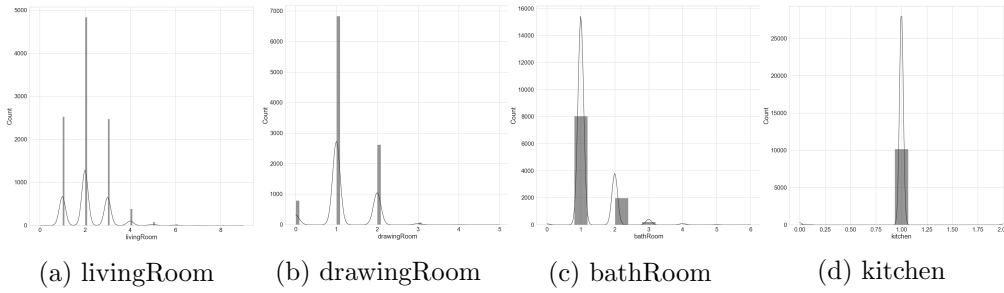 5000
4000
3000
2000
1000
0
Count
0 2 4 6 8
livingRoom
(a) livingRoom
7000
6000
5000
4000
3000
2000
1000
0
Count
0 1 2 3 4 5
drawingRoom
(b) drawingRoom
16000
14000
12000
10000
8000
6000
4000
2000
0
Count
0 1 2 3 4 5 6
bathRoom
(c) bathRoom
25000
20000
15000
10000
5000
0
Count
0.00 0.25 0.50 0.75 1.00 1.25 1.50 1.75 2.0
kitchen
(d) kitchen